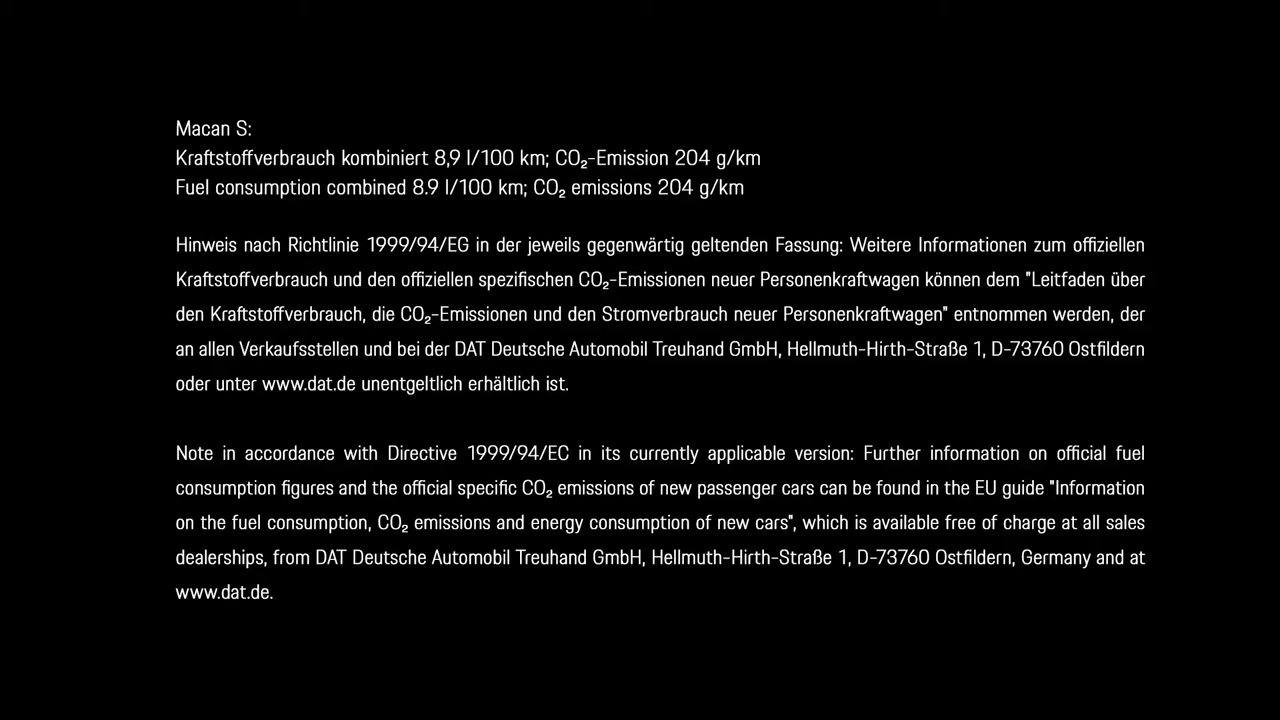 Macan S:
Kraftstoffverbrauch kombiniert 8,9 l/100 km; CO₂-Emission 204 g/km
Fuel consumption combined 8.9 l/100 km; CO₂ emissions 204 g/km
Hinweis nach Richtlinie 1999/94/EG in der jeweils gegenwärtig geltenden Fassung: Weitere Informationen zum offiziellen
Kraftstoffverbrauch und den offiziellen spezifischen CO₂-Emissionen neuer Personenkraftwagen können dem "Leitfaden über
den Kraftstoffverbrauch, die CO₂-Emissionen und den Stromverbrauch neuer Personenkraftwagen" entnommen werden, der
an allen Verkaufsstellen und bei der DAT Deutsche Automobil Treuhand GmbH, Hellmuth-Hirth-Straße 1, D-73760 Ostfildern
oder unter www.dat.de unentgeltlich erhältlich ist.
Note in accordance with Directive 1999/94/EC in its currently applicable version: Further information on official fuel
consumption figures and the official specific CO₂ emissions of new passenger cars can be found in the EU guide "Information
on the fuel consumption, CO₂ emissions and energy consumption of new cars", which is available free of charge at all sales
dealerships, from DAT Deutsche Automobil Treuhand GmbH, Hellmuth-Hirth-Straße 1, D-73760 Ostfildern, Germany and at
www.dat.de.